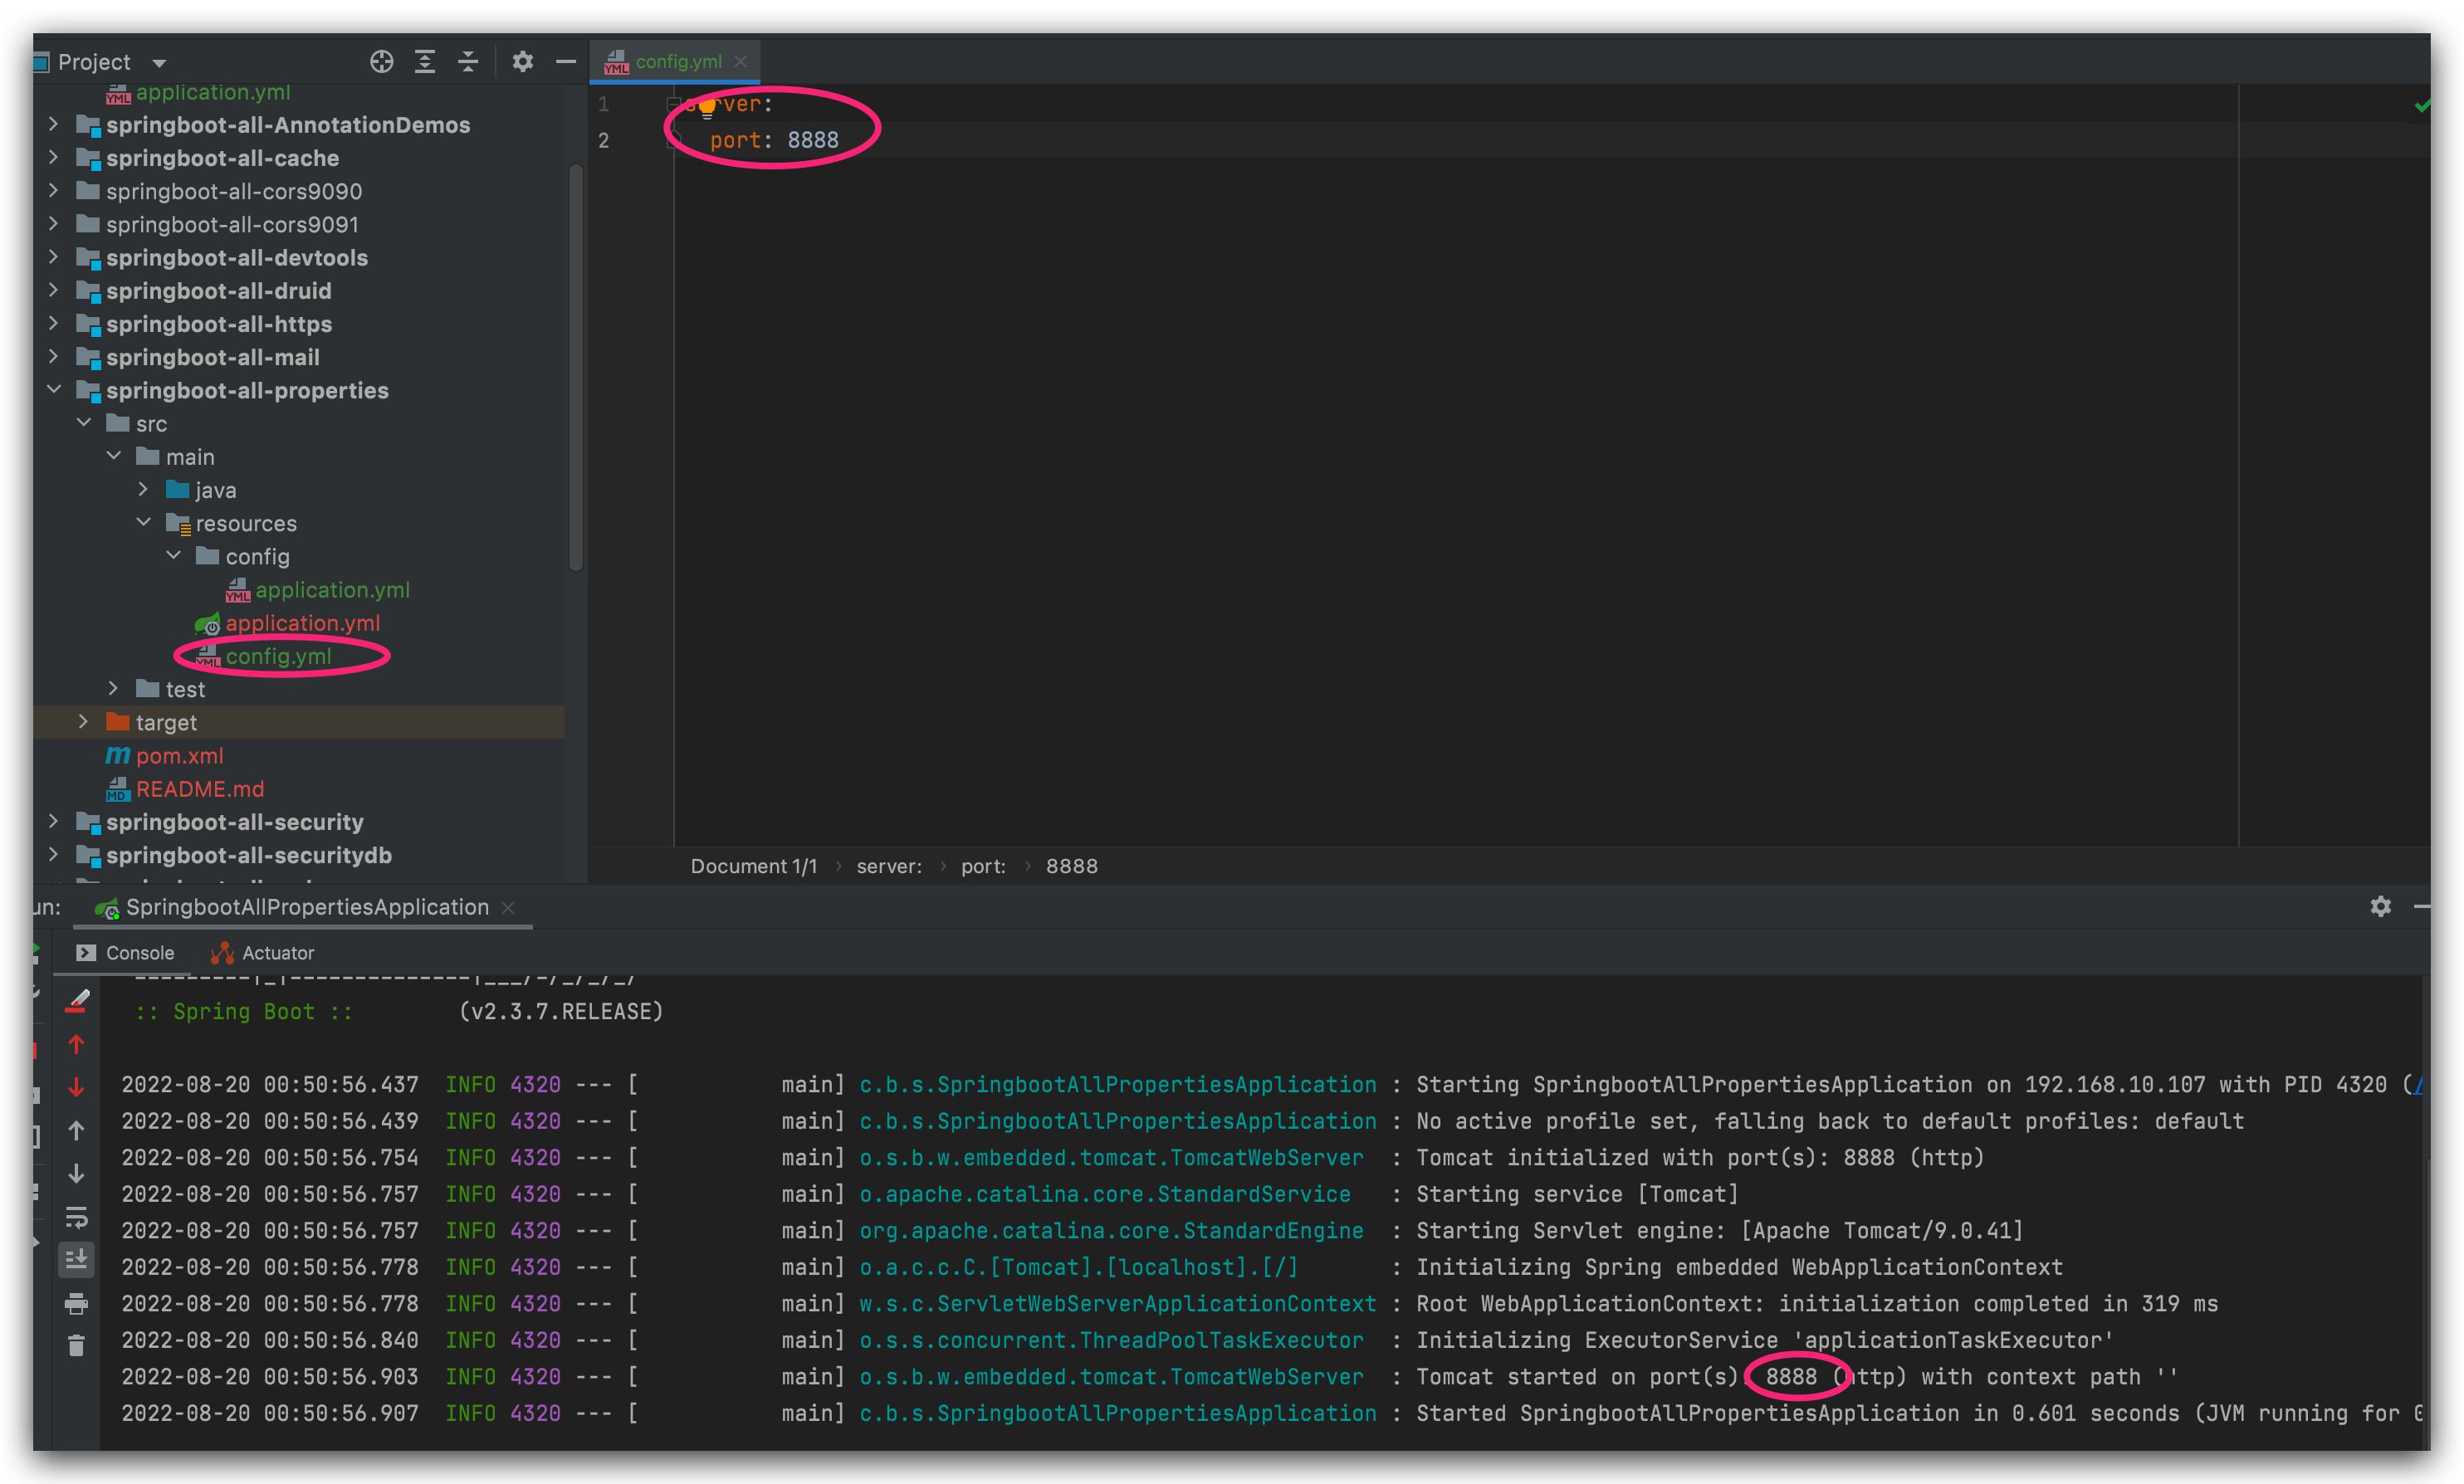 Project
config.yml
application.yml
springboot-all-AnnotationDemos
springboot-all-cache
springboot-all-cors9090
springboot-all-cors9091
springboot-all-devtools
springboot-all-druid
springboot-all-https
springboot-all-mail
springboot-all-properties
src
main
java
resources
config
YML application.yml
application.yml
config.yml
test
target
pom.xml
MD README.md
springboot-all-security
springboot-all-securitydb
1 server:
2 port: 8888
Document 1/1 › server: › port: › 8888
un: SpringbootAllPropertiesApplication
Console Actuator
:: Spring Boot :: (v2.3.7.RELEASE)
2022-08-20 00:50:56.437 INFO 4320 --- [ main] c.b.s.SpringbootAllPropertiesApplication : Starting SpringbootAllPropertiesApplication on 192.168.10.107 with PID 4320 (/
2022-08-20 00:50:56.439 INFO 4320 --- [ main] c.b.s.SpringbootAllPropertiesApplication : No active profile set, falling back to default profiles: default
2022-08-20 00:50:56.754 INFO 4320 --- [ main] o.s.b.w.embedded.tomcat.TomcatWebServer : Tomcat initialized with port(s): 8888 (http)
2022-08-20 00:50:56.757 INFO 4320 --- [ main] o.apache.catalina.core.StandardService : Starting service [Tomcat]
2022-08-20 00:50:56.757 INFO 4320 --- [ main] org.apache.catalina.core.StandardEngine : Starting Servlet engine: [Apache Tomcat/9.0.41]
2022-08-20 00:50:56.778 INFO 4320 --- [ main] o.a.c.c.C.[Tomcat].[localhost].[/] : Initializing Spring embedded WebApplicationContext
2022-08-20 00:50:56.778 INFO 4320 --- [ main] w.s.c.ServletWebServerApplicationContext : Root WebApplicationContext: initialization completed in 319 ms
2022-08-20 00:50:56.840 INFO 4320 --- [ main] o.s.s.concurrent.ThreadPoolTaskExecutor : Initializing ExecutorService 'applicationTaskExecutor'
2022-08-20 00:50:56.903 INFO 4320 --- [ main] o.s.b.w.embedded.tomcat.TomcatWebServer : Tomcat started on port(s) 8888 (http) with context path ''
2022-08-20 00:50:56.907 INFO 4320 --- [ main] c.b.s.SpringbootAllPropertiesApplication : Started SpringbootAllPropertiesApplication in 0.601 seconds (JVM running for